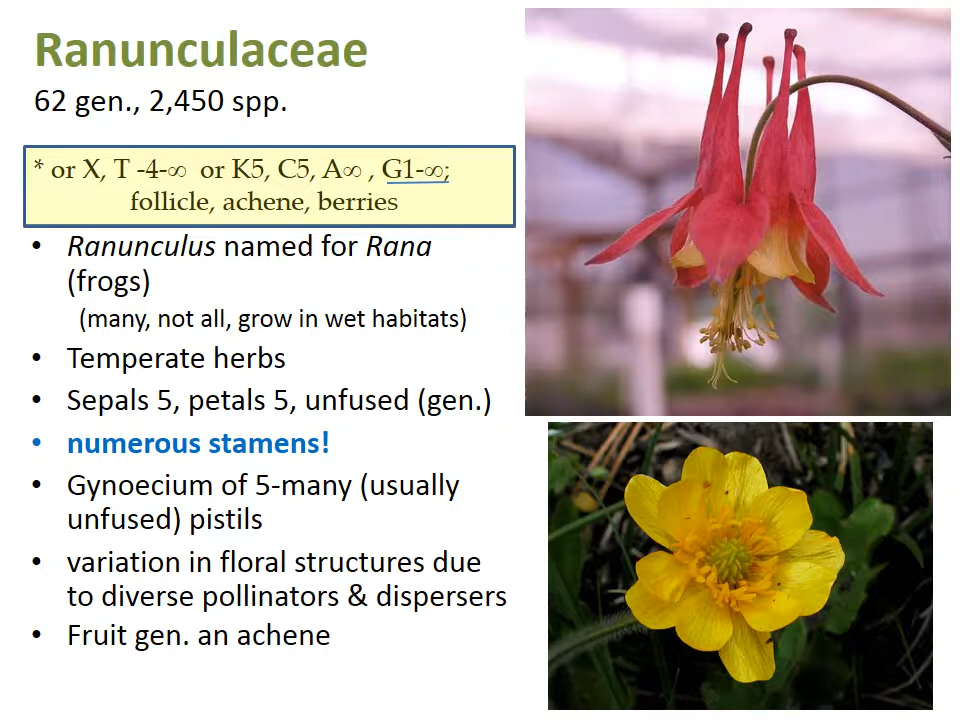 Ranunculaceae
62 gen., 2,450 spp.
* or X, T -4-∞ or K5, C5, A∞ , G1-∞;
follicle, achene, berries
• Ranunculus named for Rana
(frogs)
(many, not all, grow in wet habitats)
• Temperate herbs
• Sepals 5, petals 5, unfused (gen.)
• numerous stamens!
• Gynoecium of 5-many (usually
unfused) pistils
• variation in floral structures due
to diverse pollinators & dispersers
• Fruit gen. an achene